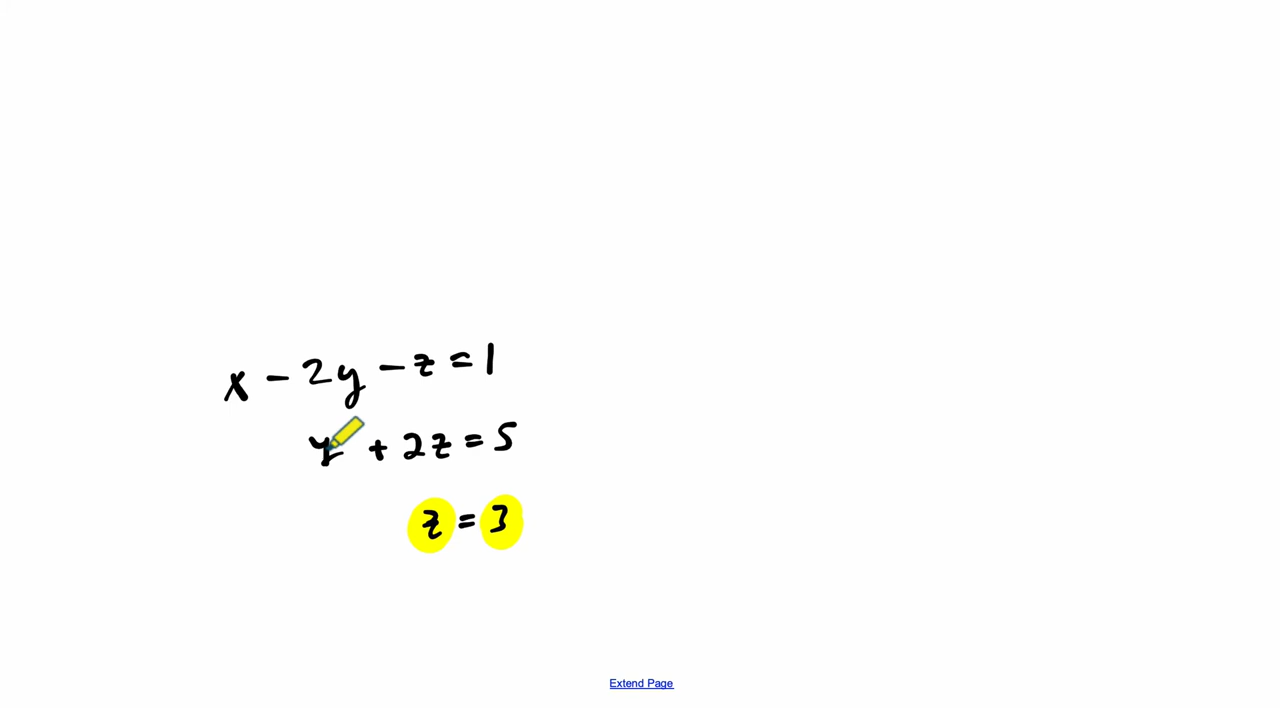 x - 2y - z = 1
y + 2z = 5
z = 3
Extend Page